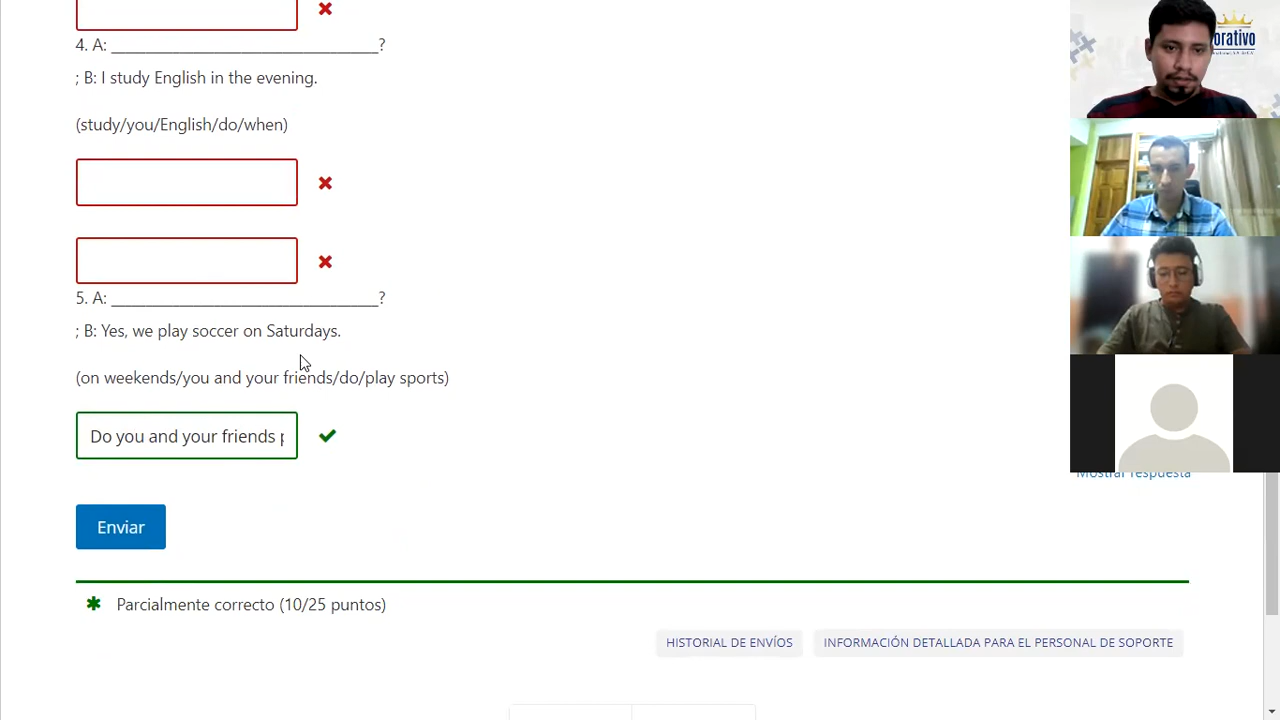 orativo
4. A: ______________________________?
; B: I study English in the evening.
(study/you/English/do/when)
5. A: ______________________________?
; B: Yes, we play soccer on Saturdays.
(on weekends/you and your friends/do/play sports)
Do you and your friends
Mostrar respuesta
Enviar
Parcialmente correcto (10/25 puntos)
HISTORIAL DE ENVÍOS
INFORMACIÓN DETALLADA PARA EL PERSONAL DE SOPORTE